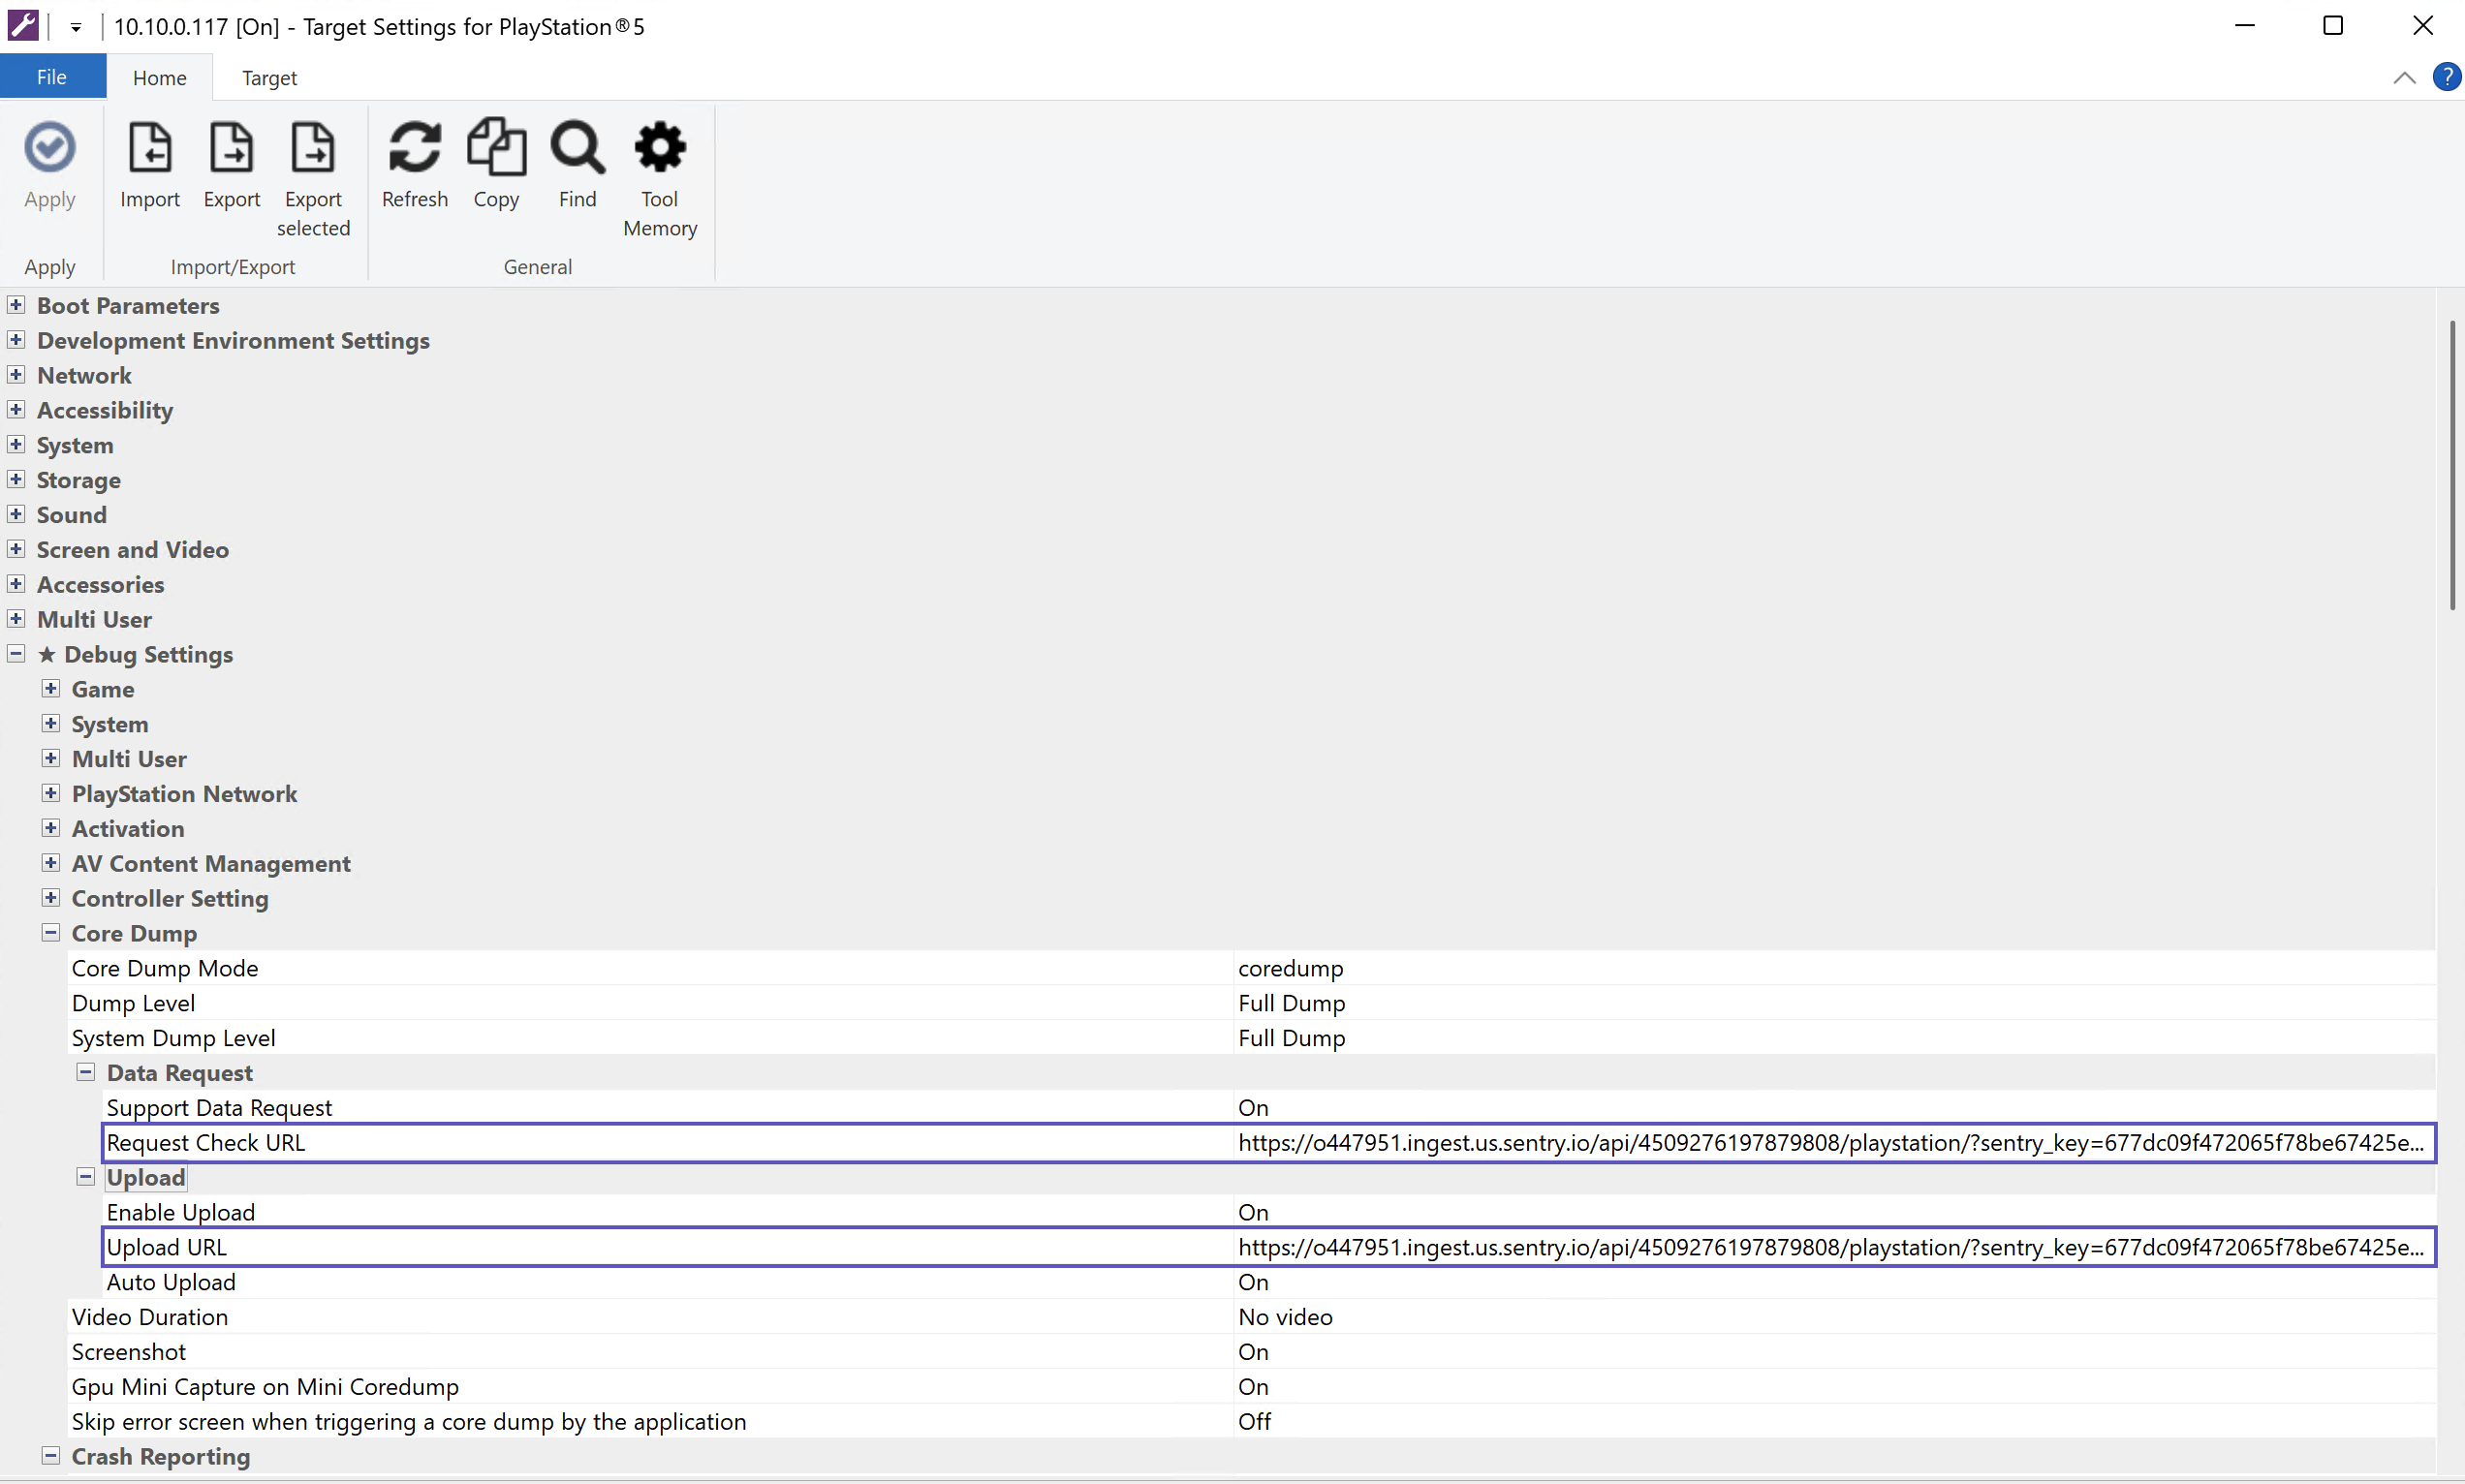 10.10.0.117 [On] - Target Settings for PlayStation®5
File Home Target
?
Apply Import Export Export selected Refresh Copy Find Tool Memory
Apply Import/Export General
Boot Parameters
Development Environment Settings
Network
Accessibility
System
Storage
Sound
Screen and Video
Accessories
Multi User
★ Debug Settings
Game
System
Multi User
PlayStation Network
Activation
AV Content Management
Controller Setting
Core Dump
Core Dump Mode coredump
Dump Level Full Dump
System Dump Level Full Dump
Data Request
Support Data Request On
Request Check URL https://o447951.ingest.us.sentry.io/api/4509276197879808/playstation/?sentry_key=677dc09f472065f78be67425e...
Upload
Enable Upload On
Upload URL https://o447951.ingest.us.sentry.io/api/4509276197879808/playstation/?sentry_key=677dc09f472065f78be67425e...
Auto Upload On
Video Duration No video
Screenshot On
Gpu Mini Capture on Mini Coredump On
Skip error screen when triggering a core dump by the application Off
Crash Reporting